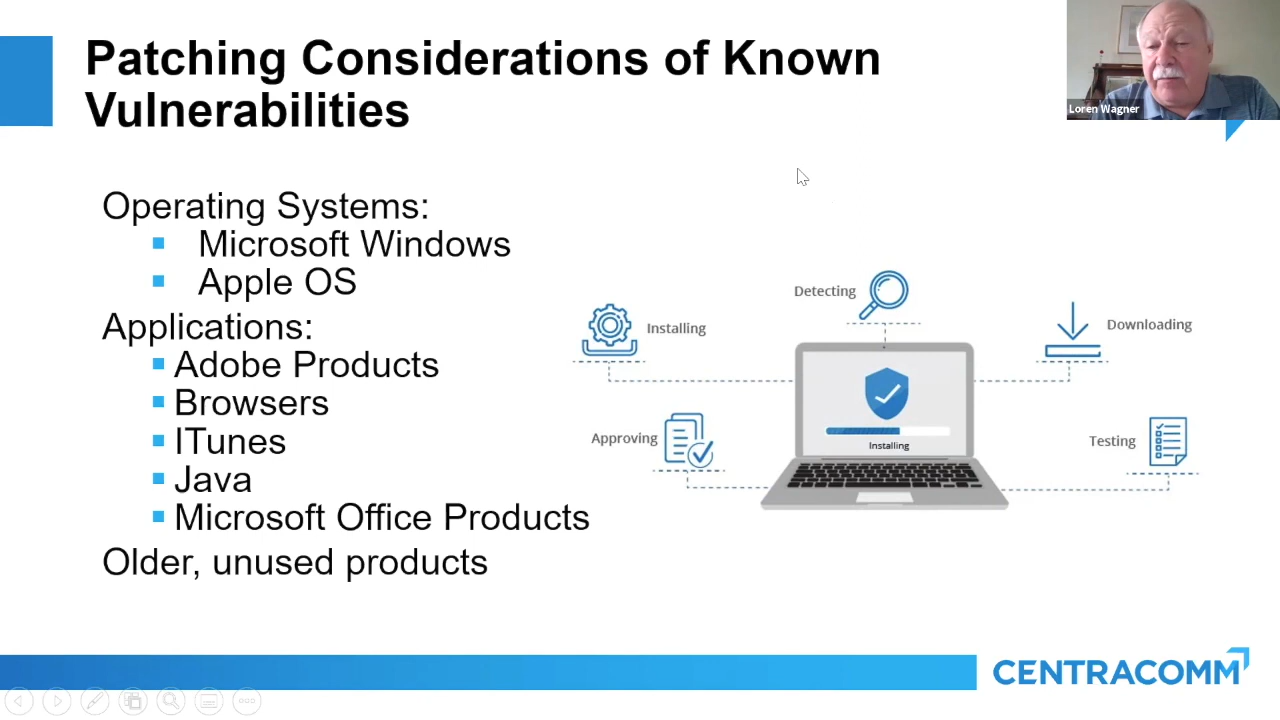 Patching Considerations of Known
Vulnerabilities
Loren Wagner
Operating Systems:
Microsoft Windows
Apple OS
Applications:
Adobe Products
Browsers
ITunes
Java
Microsoft Office Products
Older, unused products
Detecting
Installing
Downloading
Approving
Installing
Testing
CENTRACOMM